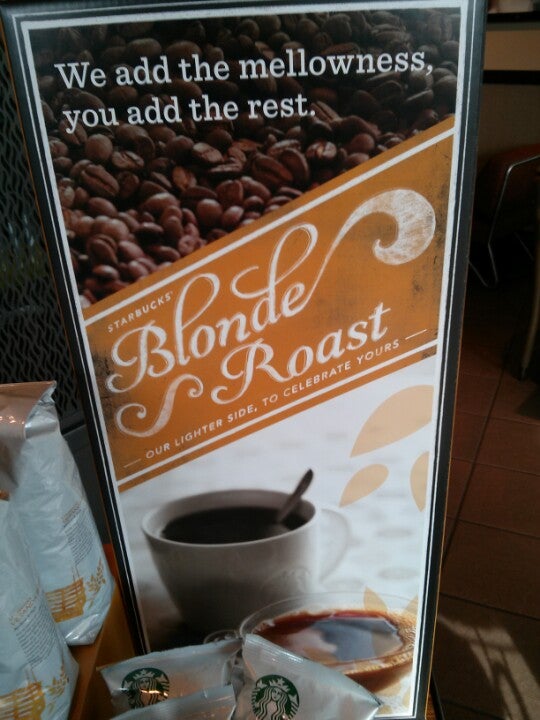 We add the mellowness,
you add the rest.
STARBUCKS®
Blonde
Roast
— OUR LIGHTER SIDE, TO CELEBRATE YOURS —